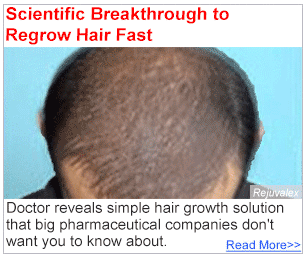 Scientific Breakthrough to
Regrow Hair Fast
Rejuvalex
Doctor reveals simple hair growth solution
that big pharmaceutical companies don't
want you to know about.
Read More>>